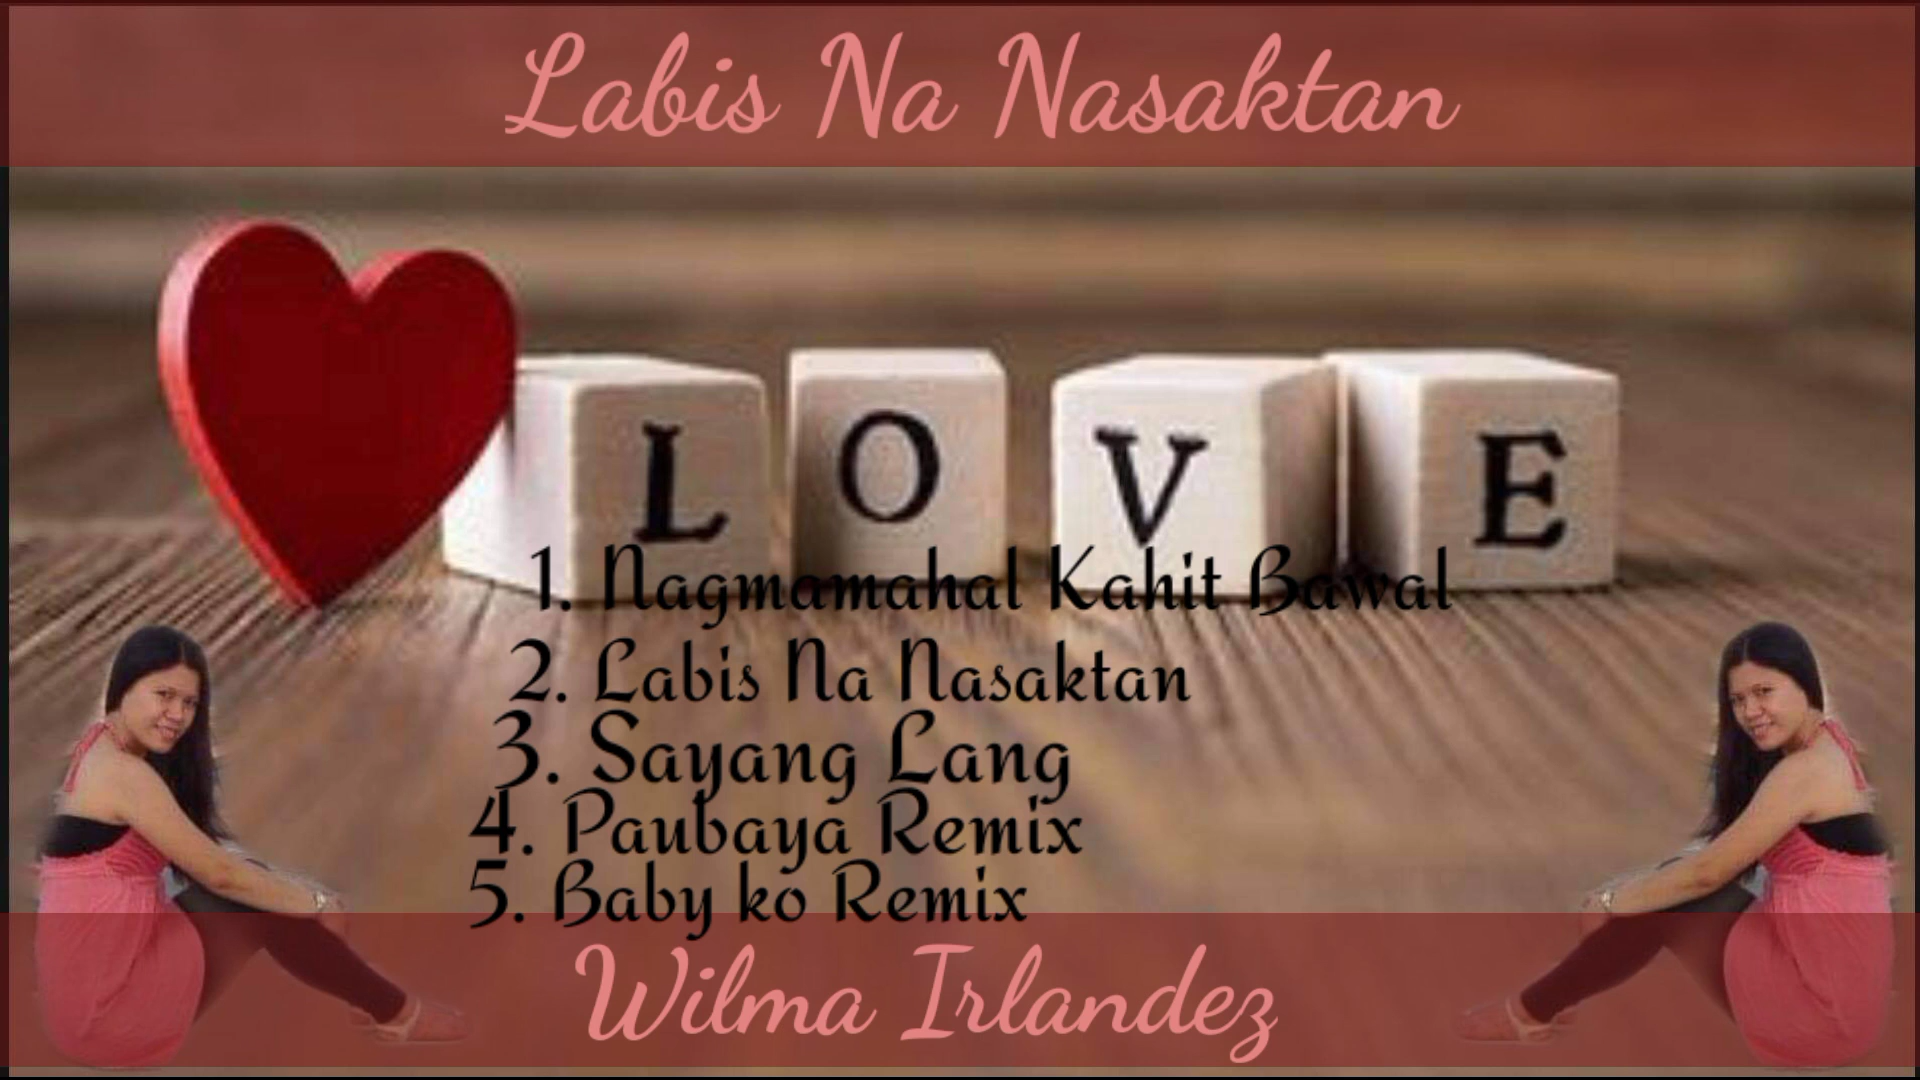 Labis Na Nasaktan
L O V E
1. Nagmamahal Kahit Bawal
2. Labis Na Nasaktan
3. Sayang Lang
4. Paubaya Remix
5. Baby ko Remix
Wilma Irlandez